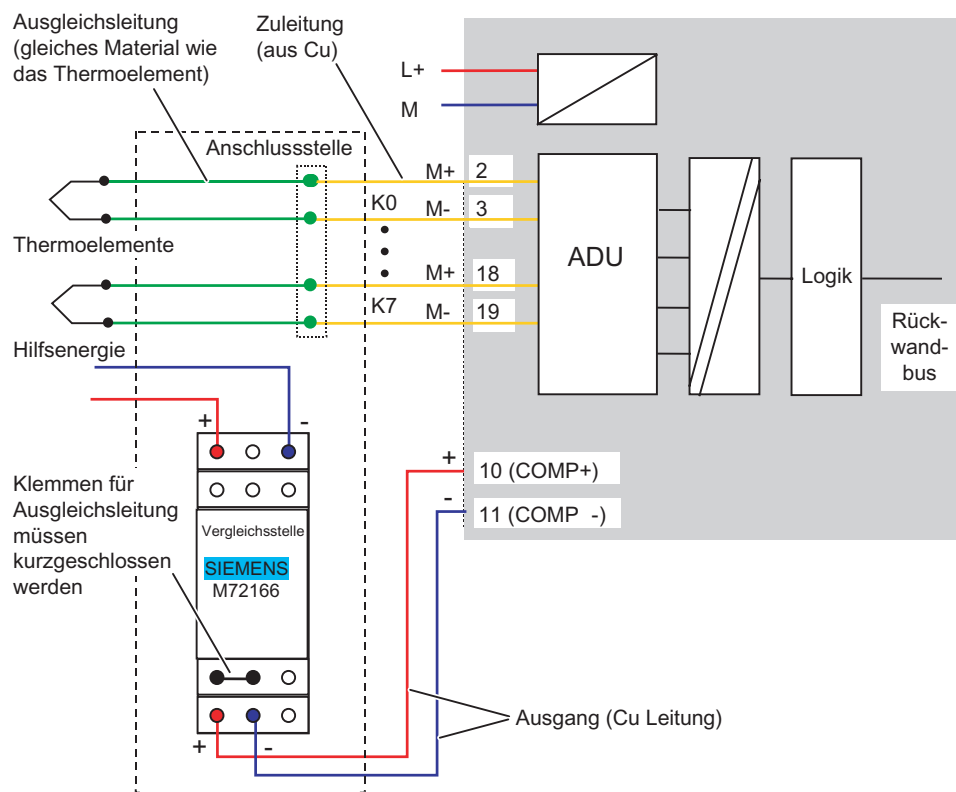 Ausgleichsleitung
(gleiches Material wie
das Thermoelement)
Zuleitung
(aus Cu)
L+
M
Anschlussstelle
M+ 2
K0
M- 3
Thermoelemente
M+ 18
K7
M- 19
ADU
Logik
Rück-
wand-
bus
Hilfsenergie
+ -
Klemmen für
Ausgleichsleitung
müssen
kurzgeschlossen
werden
Vergleichsstelle
SIEMENS
M72166
+ 10 (COMP+)
- 11 (COMP -)
Ausgang (Cu Leitung)
+ -